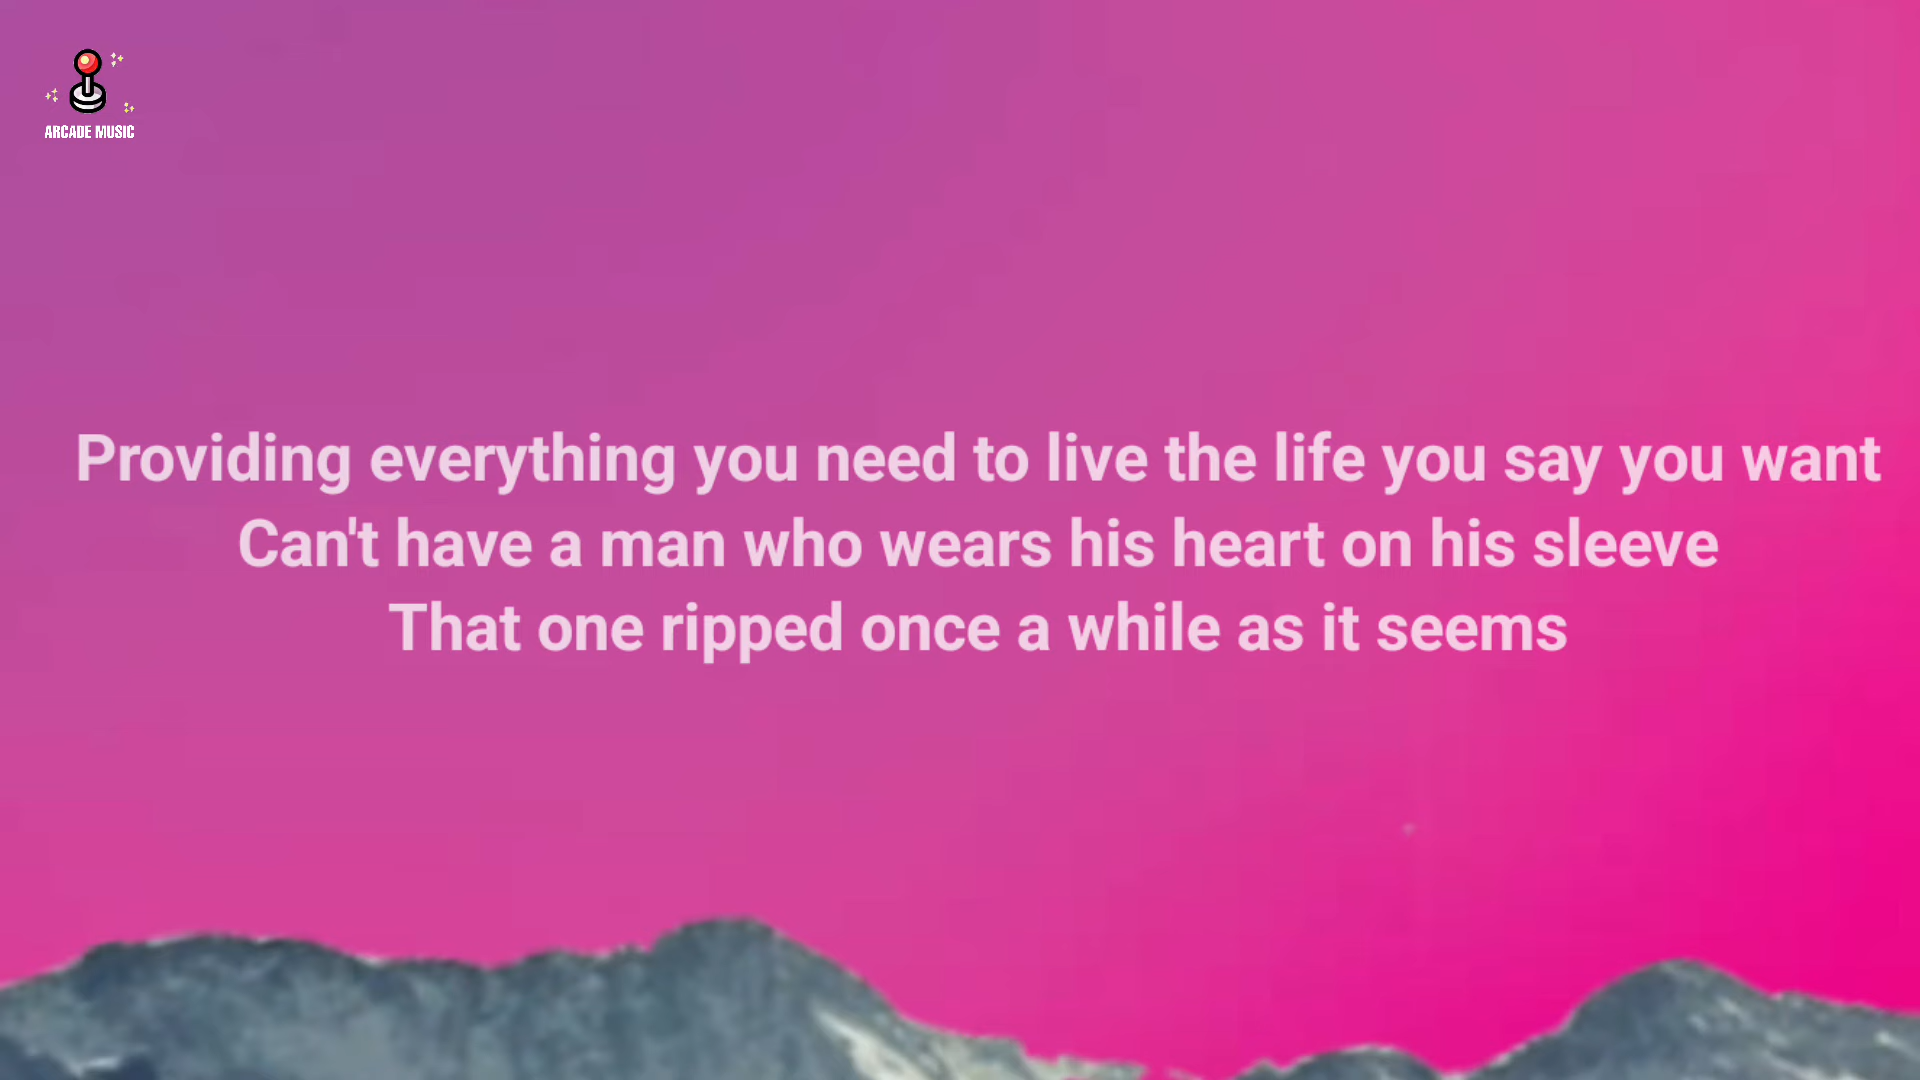 ARCADE MUSIC
Providing everything you need to live the life you say you want
Can't have a man who wears his heart on his sleeve
That one ripped once a while as it seems